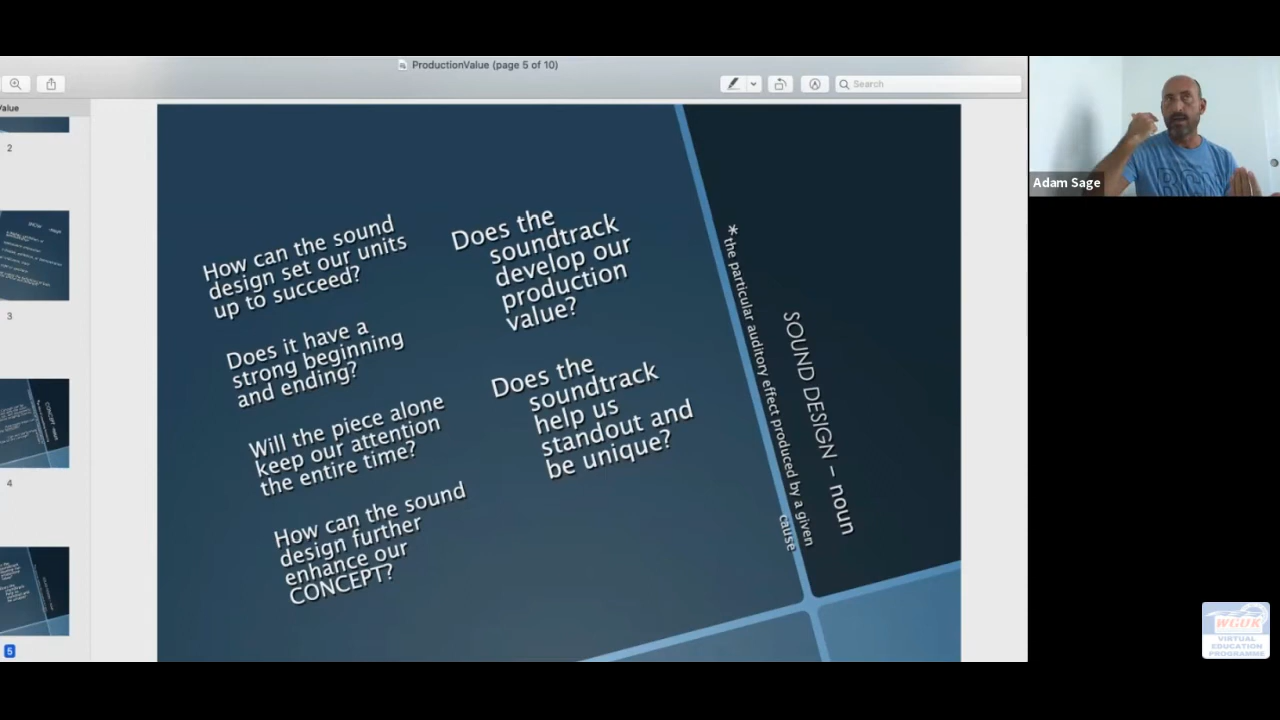 ProductionValue (page 5 of 10)
Search
Value
2
3
4
5
How can the sound
design set our units
up to succeed?
Does it have a
strong beginning
and ending?
Will the piece alone
keep our attention
the entire time?
How can the sound
design further
enhance our
CONCEPT?
Does the
soundtrack
develop our
production
value?
Does the
soundtrack
help us
standout and
be unique?
SOUND DESIGN – noun
* the particular auditory effect produced by a given
cause
Adam Sage
WGUK
VIRTUAL
EDUCATION
PROGRAMME